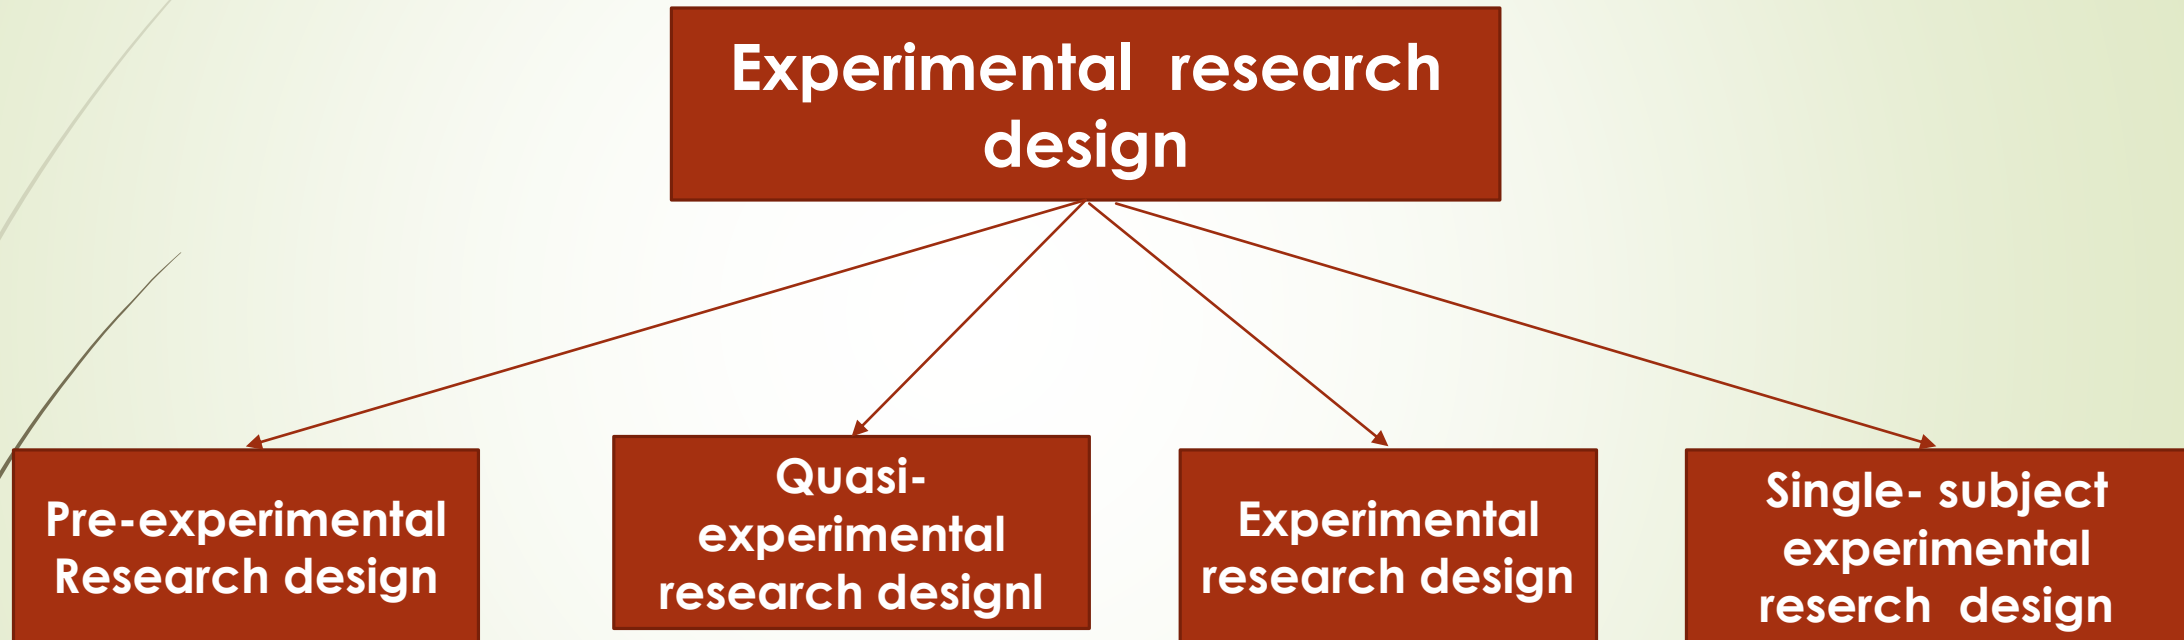 Experimental  research
design
Pre-experimental
Research design
Quasi-
experimental
research designl
Experimental
research design
Single- subject
experimental
reserch  design